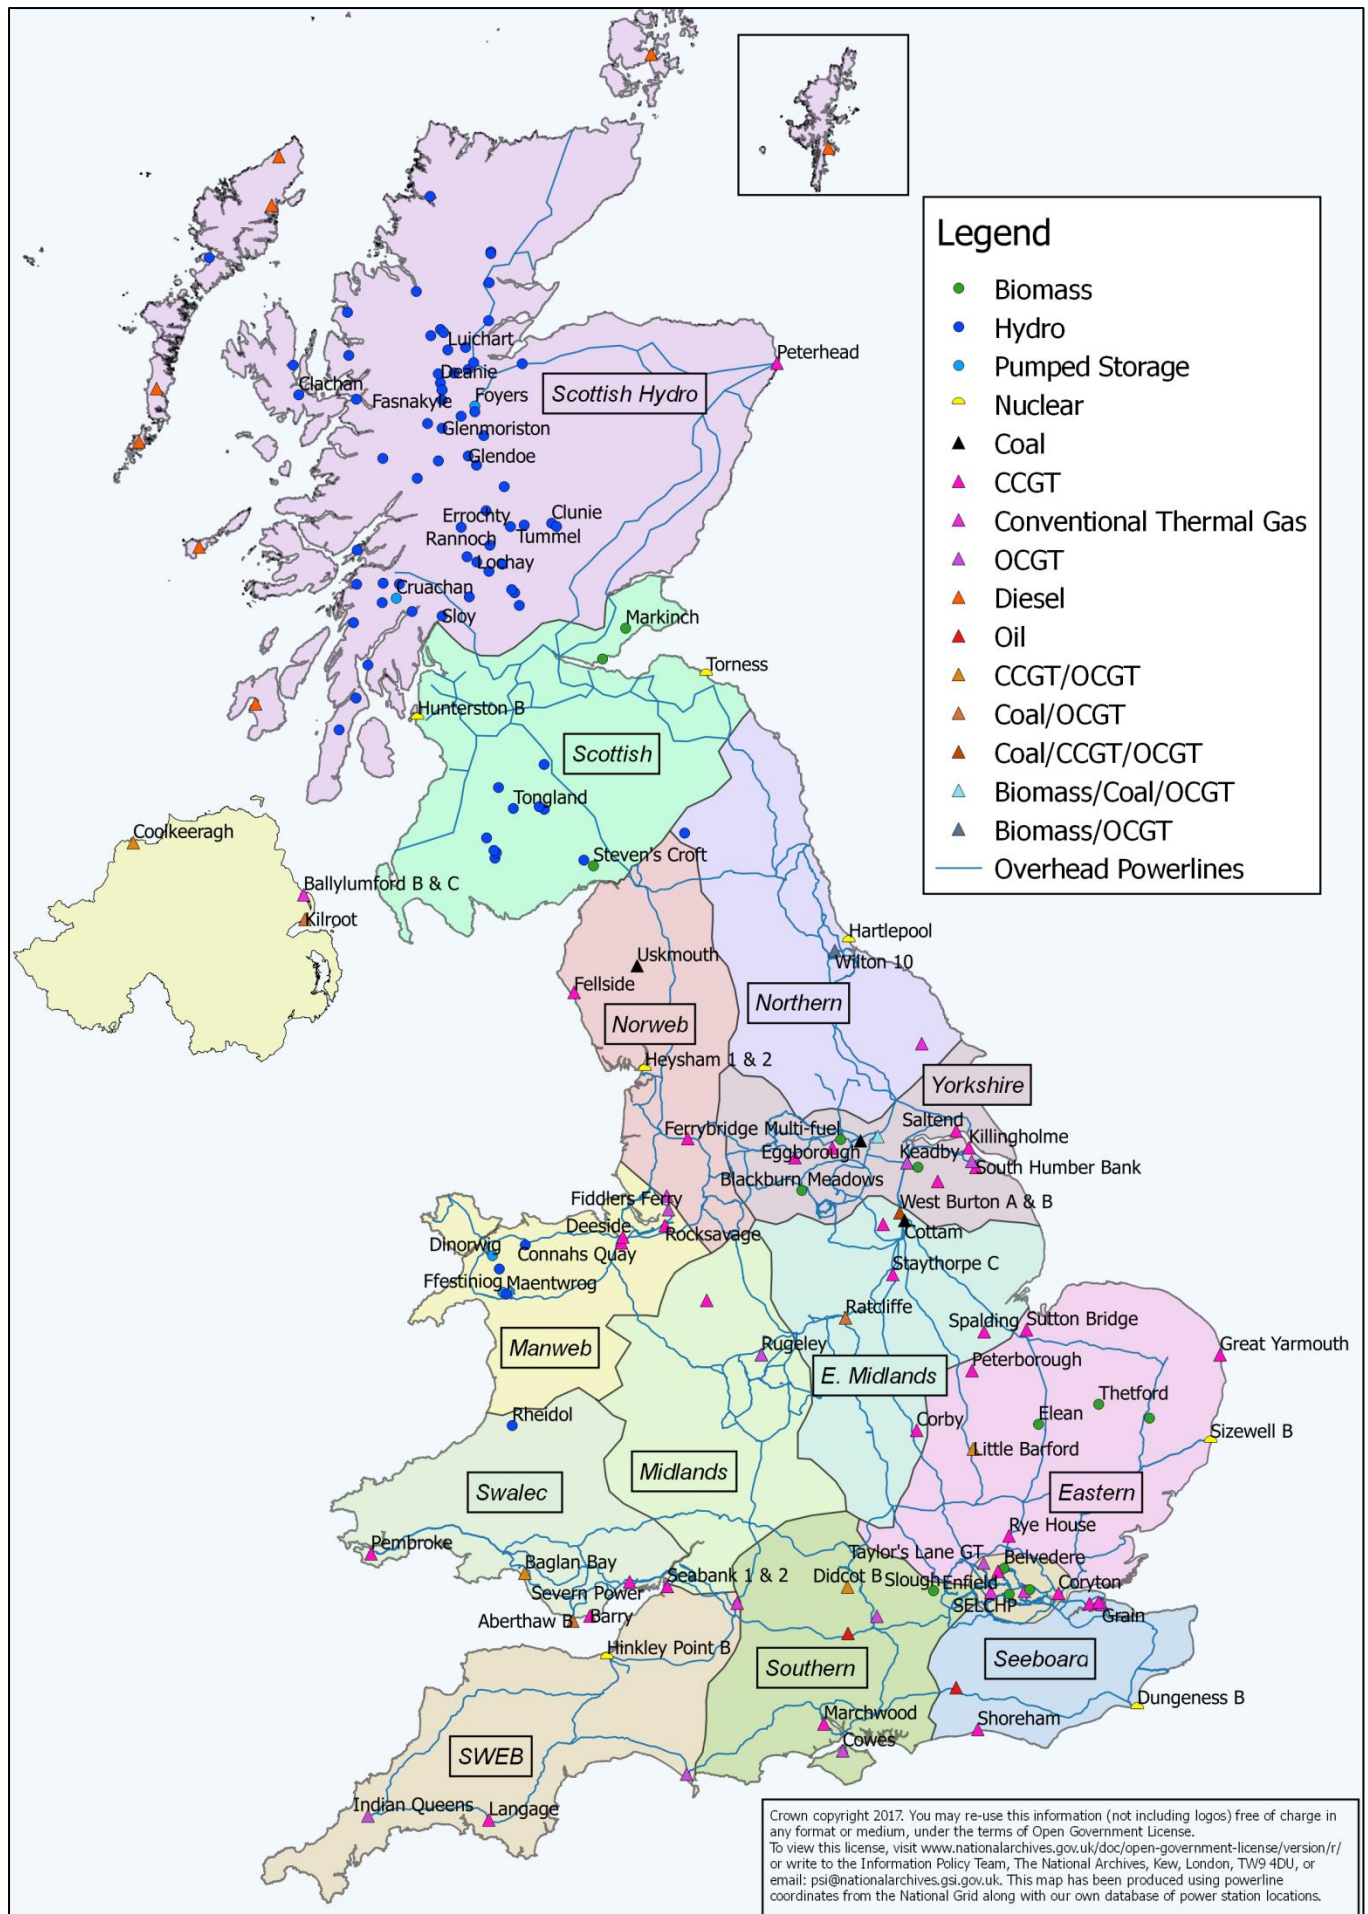 Legend
Biomass
Hydro
Pumped Storage
Nuclear
Coal
CCGT
Conventional Thermal Gas
OCGT
Diesel
Oil
CCGT/OCGT
Coal/OCGT
Coal/CCGT/OCGT
Biomass/Coal/OCGT
Biomass/OCGT
Overhead Powerlines
Luichart
Peterhead
Deanie
Clachan
Scottish Hydro
Foyers
Fasnakyle
Glenmoriston
Glendoe
Errochty
Clunie
Rannoch
Tummel
Lochay
Cruachan
Sloy
Markinch
Torness
Hunterston B
Scottish
Tongland
Coolkeeragh
Steven's Croft
Ballylumford B & C
Kilroot
Hartlepool
Uskmouth
Wilton 10
Fellside
Northern
Norweb
Heysham 1 & 2
Yorkshire
Saltend
Ferrybridge Multi-fuel
Killingholme
Eggborough
Keadby
South Humber Bank
Blackburn Meadows
Fiddlers Ferry
West Burton A & B
Deeside
Rocksavage
Cottam
Dinorwig
Connahs Quay
Staythorpe C
Ffestiniog
Maentwrog
Ratcliffe
Spalding
Sutton Bridge
Manweb
Rugeley
Great Yarmouth
Peterborough
E. Midlands
Thetford
Rheidol
Corby
Elean
Sizewell B
Little Barford
Midlands
Swalec
Eastern
Rye House
Pembroke
Taylor's Lane GT
Belvedere
Baglan Bay
Seabank 1 & 2
Didcot B
Slough
Enfield
Coryton
Severn Power
SELCHP
Grain
Aberthaw B
Barry
Hinkley Point B
Southern
Seeboard
Dungeness B
Marchwood
Shoreham
Cowes
SWEB
Indian Queens
Langage
Crown copyright 2017. You may re-use this information (not including logos) free of charge in
any format or medium, under the terms of Open Government License.
To view this license, visit www.nationalarchives.gov.uk/doc/open-government-license/version/r/
or write to the Information Policy Team, The National Archives, Kew, London, TW9 4DU, or
email: psi@nationalarchives.gsi.gov.uk. This map has been produced using powerline
coordinates from the National Grid along with our own database of power station locations.